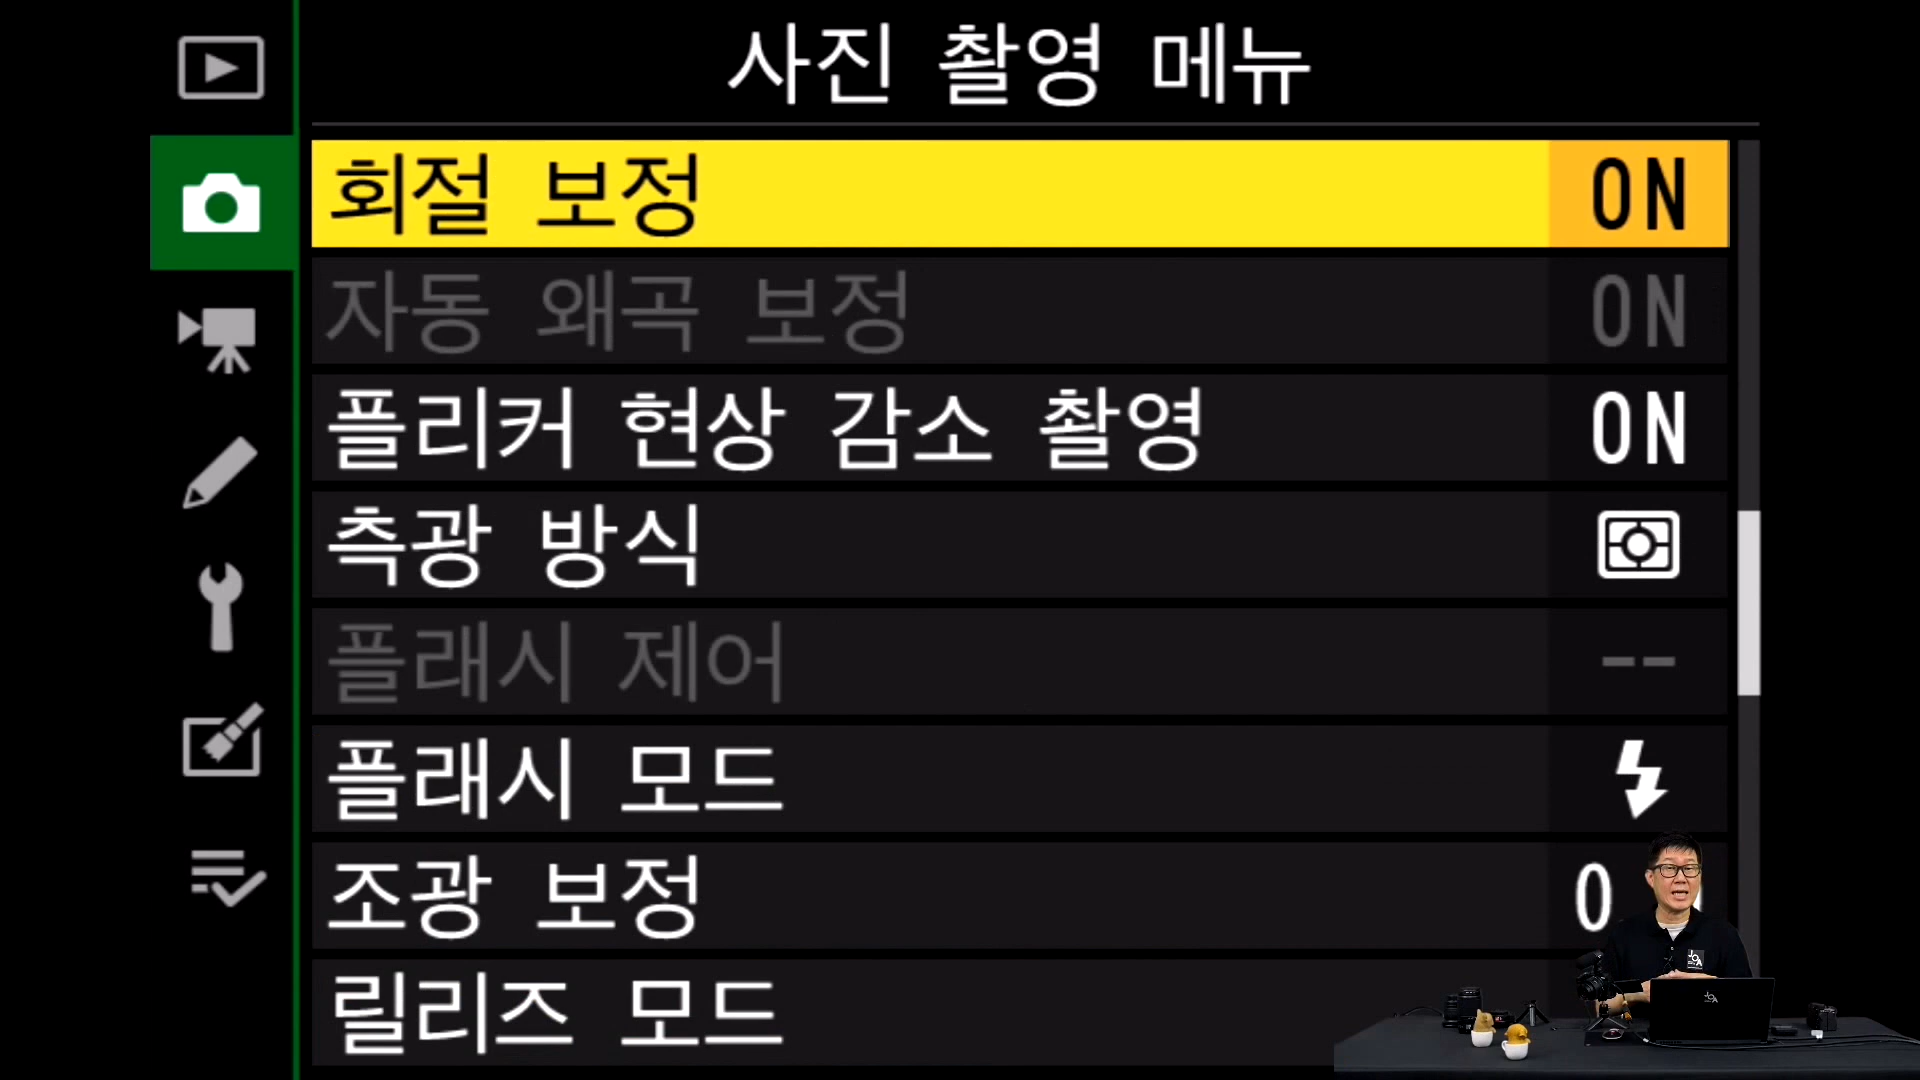 사진 촬영 메뉴
회절 보정 ON
자동 왜곡 보정 ON
플리커 현상 감소 촬영 ON
측광 방식
플래시 제어 --
플래시 모드
조광 보정 0
릴리즈 모드
JOA
JOA